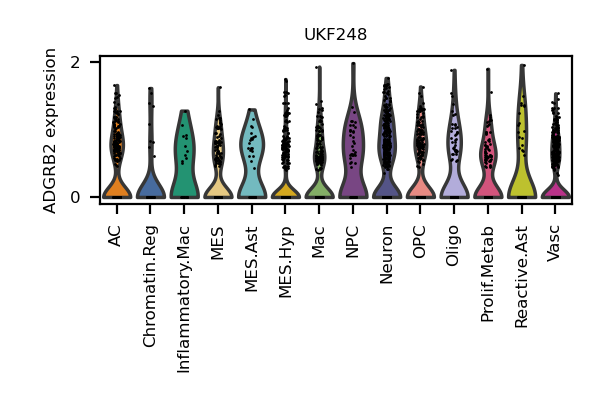 UKF248
ADGRB2 expression
2
0
AC
Chromatin.Reg
Inflammatory.Mac
MES
MES.Ast
MES.Hyp
Mac
NPC
Neuron
OPC
Oligo
Prolif.Metab
Reactive.Ast
Vasc